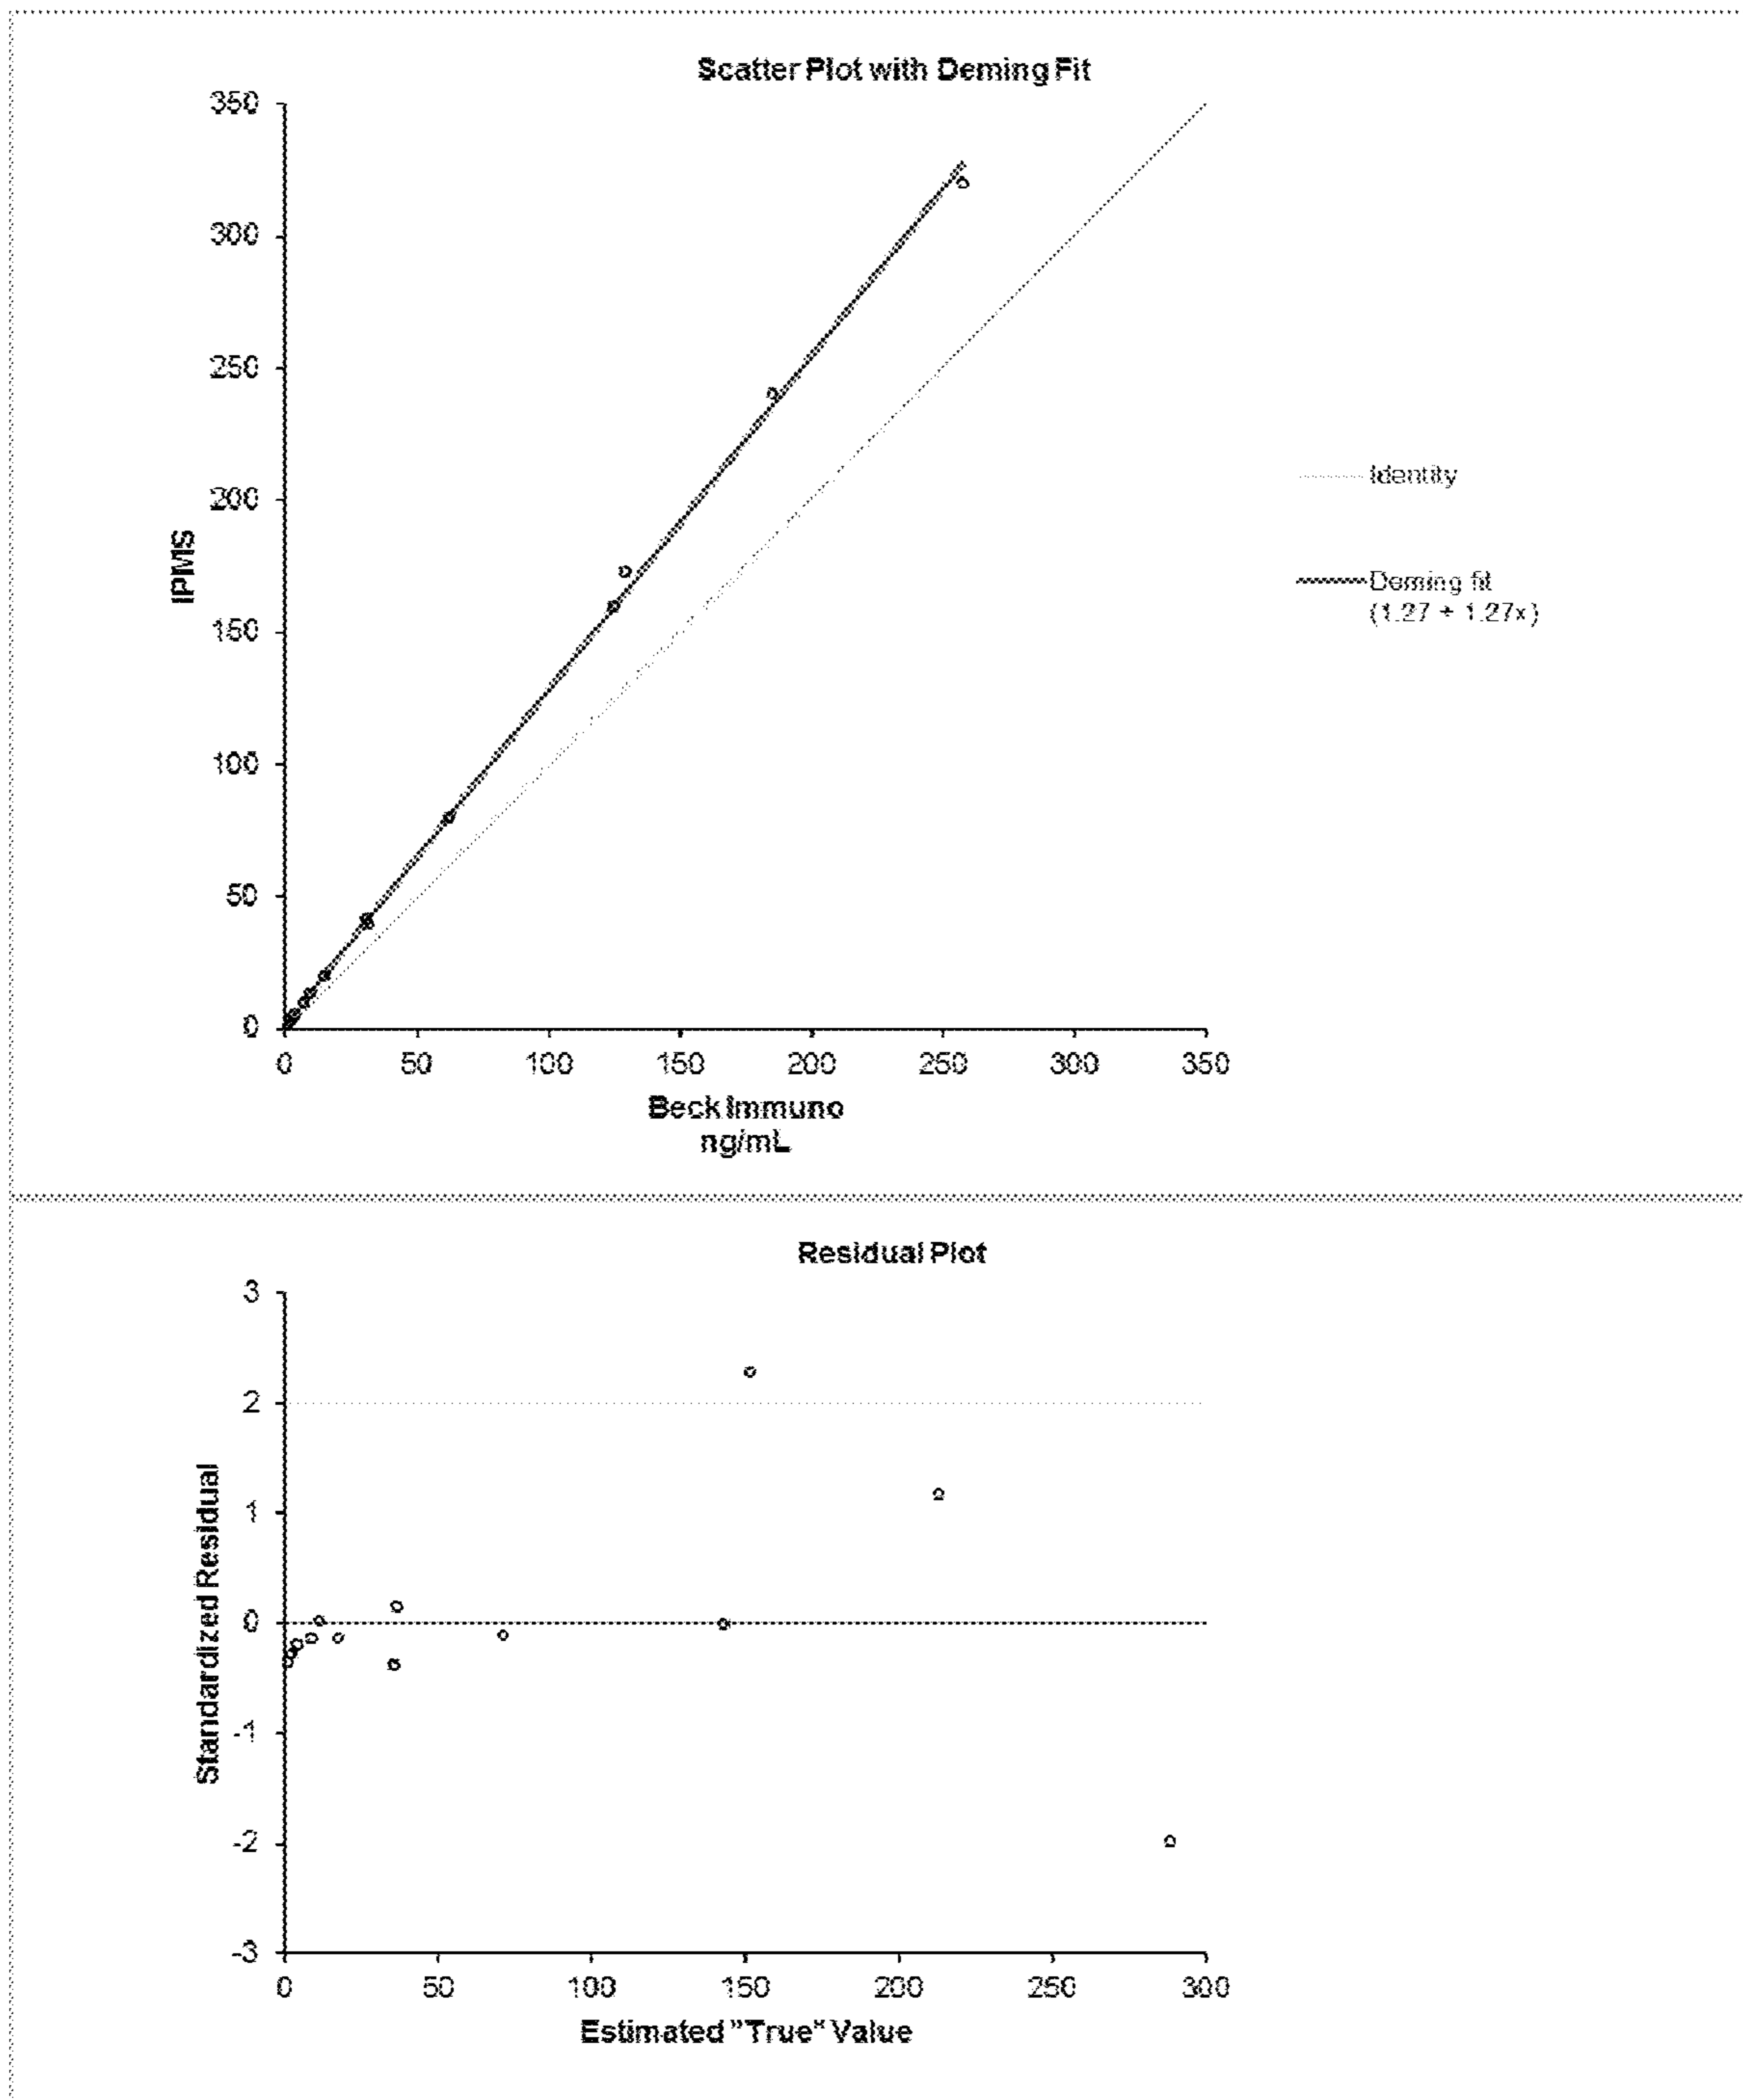 Scatter Plot with Deming Fit
350
300
250
200
150
100
50
0
IPMS
0 50 100 150 200 250 300 350
Beck Immuno
ng/mL
Identity
Deming fit
(1.27 + 1.27x)
Residual Plot
3
2
1
0
-1
-2
-3
Standardized Residual
0 50 100 150 200 250 300
Estimated "True" Value